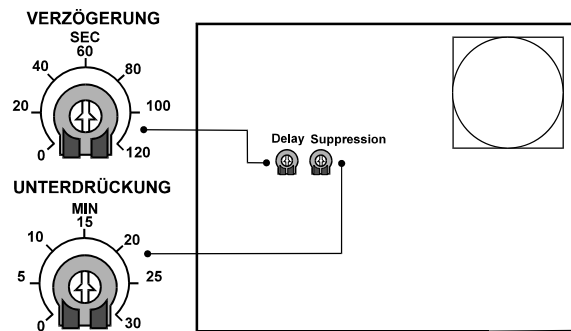 VERZÖGERUNG
SEC
60
40 80
20 100
0 120
Delay Suppression
UNTERDRÜCKUNG
MIN
15
10 20
5 25
0 30